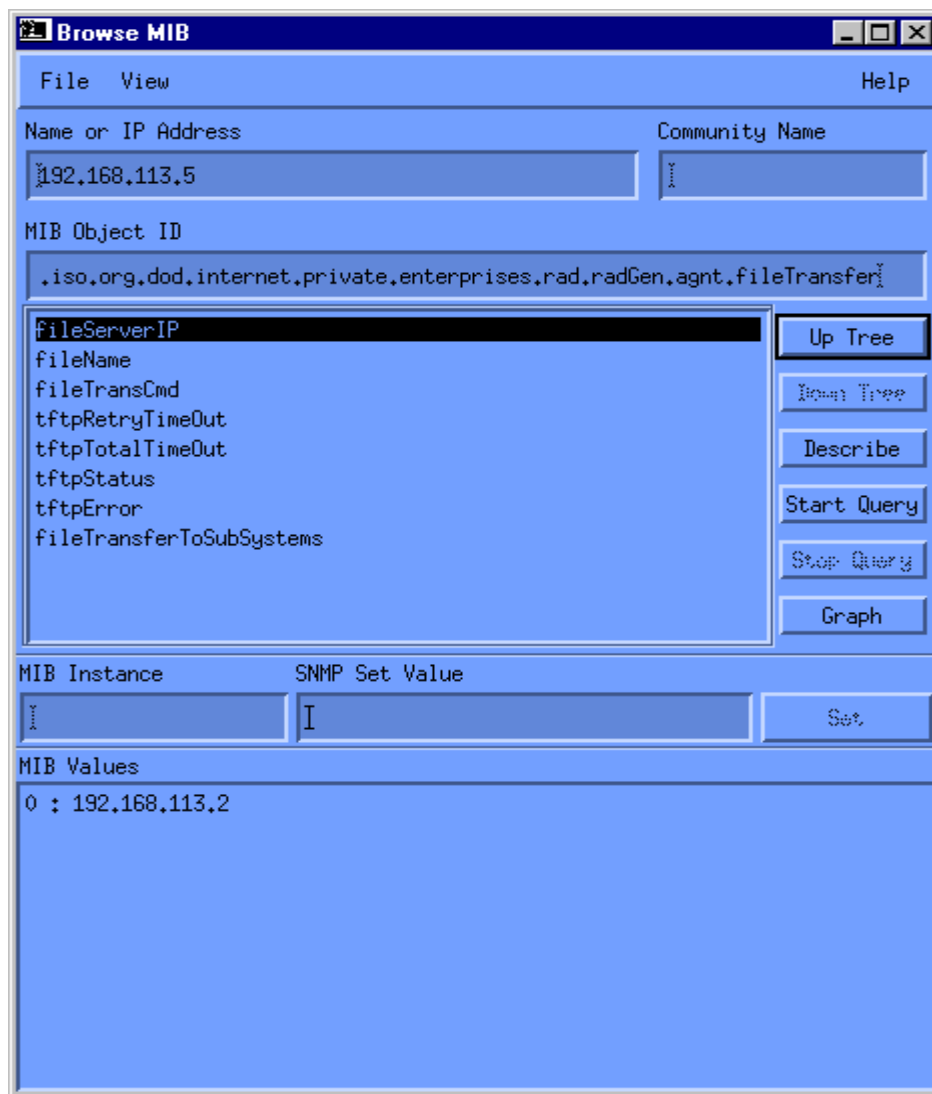 Browse MIB
File View Help
Name or IP Address Community Name
192.168.113.5
MIB Object ID
.iso.org.dod.internet.private.enterprises.rad.radGen.agnt.fileTransfer
fileServerIP
fileName
fileTransCmd
tftpRetryTimeOut
tftpTotalTimeOut
tftpStatus
tftpError
fileTransferToSubSystems
Up Tree
Down Tree
Describe
Start Query
Stop Query
Graph
MIB Instance SNMP Set Value
Set
MIB Values
0 : 192.168.113.2